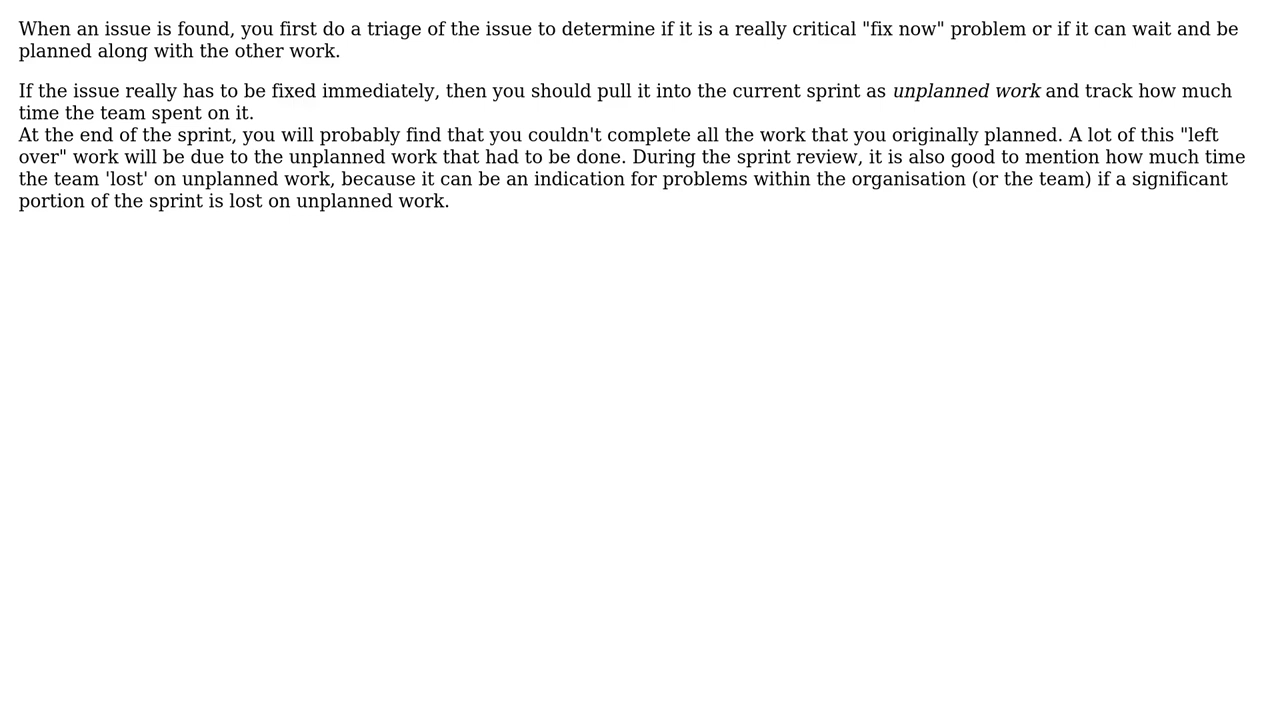 When an issue is found, you first do a triage of the issue to determine if it is a really critical "fix now" problem or if it can wait and be
planned along with the other work.
If the issue really has to be fixed immediately, then you should pull it into the current sprint as unplanned work and track how much
time the team spent on it.
At the end of the sprint, you will probably find that you couldn't complete all the work that you originally planned. A lot of this "left
over" work will be due to the unplanned work that had to be done. During the sprint review, it is also good to mention how much time
the team 'lost' on unplanned work, because it can be an indication for problems within the organisation (or the team) if a significant
portion of the sprint is lost on unplanned work.